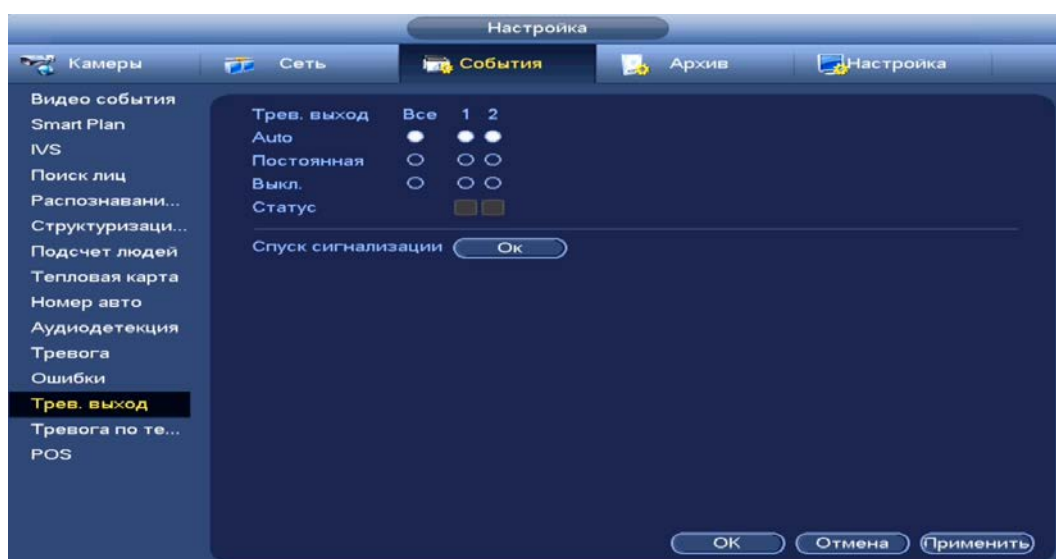 Настройка
Камеры Сеть События Архив Настройка
Видео события
Smart Plan
IVS
Поиск лиц
Распознавани...
Структуризаци...
Подсчет людей
Тепловая карта
Номер авто
Аудиодетекция
Тревога
Ошибки
Трев. выход
Тревога по те...
POS
Трев. выход Все 1 2
Auto
Постоянная
Выкл.
Статус
Спуск сигнализации Ок
ОК Отмена Применить